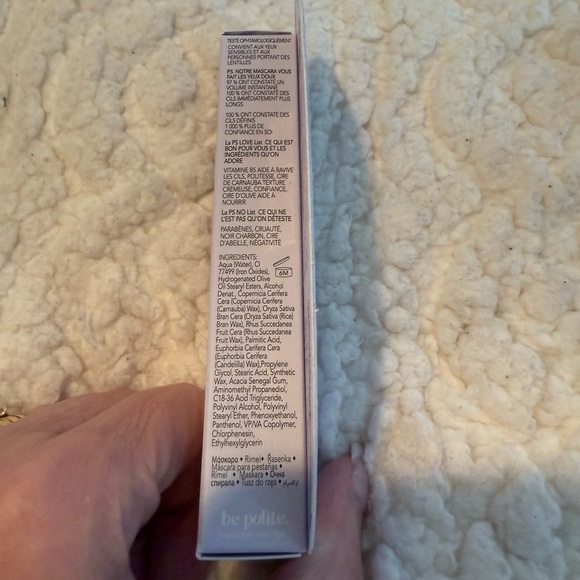 TESTÉ OPHTAMOLOGIQUEMENT
CONVIENT AUX YEUX
SENSIBLES ET AUX
PERSONNES PORTANT DES
LENTILLES
P.S. NOTRE MASCARA VOUS
FAIT LES YEUX DOUX
97 % ONT CONSTATÉ UN
VOLUME INSTANTANÉ
100 % ONT CONSTATÉ DES
CILS IMMÉDIATEMENT PLUS
LONGS
100 % ONT CONSTATÉ DES
CILS DÉFINIS
1 000 % PLUS DE
CONFIANCE EN SOI
La PS LOVE List CE QUI EST
BON POUR VOUS ET LES
INGRÉDIENTS QU'ON
ADORE
VITAMINE B5 AIDE À RAVIVE
LES CILS, POLITESSE, CIRE
DE CARNAUBA TEXTURE
CRÉMEUSE, CONFIANCE,
CIRE D'OLIVE AIDE À
NOURRIR
La PS NO List CE QUI NE
L'EST PAS QU'ON DÉTESTE
PARABÈNES, CRUAUTÉ,
NOIR CHARBON, CIRE
D'ABEILLE, NÉGATIVITÉ
INGREDIENTS:
Aqua (Water), CI
77499 (Iron Oxides),
6M
Hydrogenated Olive
Oil Stearyl Esters, Alcohol
Denat., Copernicia Cerifera
Cera (Copernicia Cerifera
(Carnauba) Wax), Oryza Sativa
Bran Cera (Oryza Sativa (Rice)
Bran Wax), Rhus Succedanea
Fruit Cera (Rhus Succedanea
Fruit Wax), Palmitic Acid,
Euphorbia Cerifera Cera
(Euphorbia Cerifera
(Candelilla) Wax),Propylene
Glycol, Stearic Acid, Synthetic
Wax, Acacia Senegal Gum,
Aminomethyl Propanediol,
C18-36 Acid Triglyceride,
Polyvinyl Alcohol, Polyvinyl
Stearyl Ether, Phenoxyethanol,
Panthenol, VP/VA Copolymer,
Chlorphenesin,
Ethylhexylglycerin
Μάσκαρα • Rimel • Řasenka •
Máscara para pestañas •
Rimel • Maskara • Очна
спирала • Tusz do rzęs •
be polite.